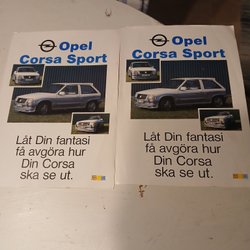 Opel
Corsa Sport
Låt Din fantasi
få avgöra hur
Din Corsa
ska se ut.
Opel
Corsa Sport
Låt Din fantasi
få avgöra hur
Din Corsa
ska se ut.